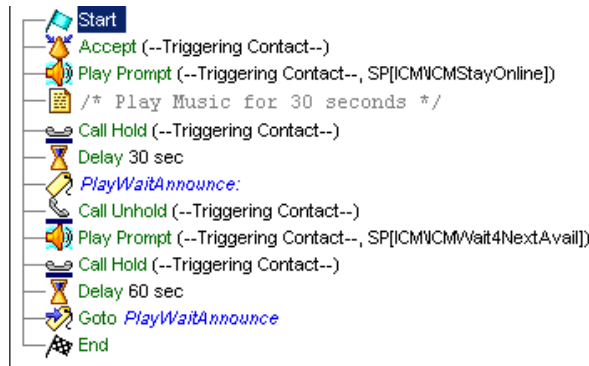 Start
Accept (--Triggering Contact--)
Play Prompt (--Triggering Contact--, SP[ICM\ICMStayOnline])
/* Play Music for 30 seconds */
Call Hold (--Triggering Contact--)
Delay 30 sec
PlayWaitAnnounce:
Call Unhold (--Triggering Contact--)
Play Prompt (--Triggering Contact--, SP[ICM\ICMWait4NextAvail])
Call Hold (--Triggering Contact--)
Delay 60 sec
Goto PlayWaitAnnounce
End